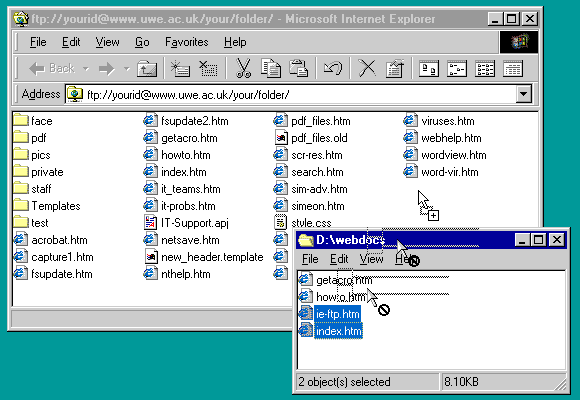 ftp://yourid@www.uwe.ac.uk/your/folder/ - Microsoft Internet Explorer
File Edit View Go Favorites Help
Back
Address ftp://yourid@www.uwe.ac.uk/your/folder/
face fsupdate2.htm pdf_files.htm viruses.htm
pdf getacro.htm pdf_files.old webhelp.htm
pics howto.htm scr-res.htm wordview.htm
private index.htm search.htm word-vir.htm
staff it_teams.htm sim-adv.htm
Templates it-probs.htm simeon.htm
test IT-Support.apj style.css
acrobat.htm netsave.htm
capture1.htm new_header.template
fsupdate.htm nthelp.htm
D:\webdocs
File Edit View Help
getacro.htm
howto.htm
ie-ftp.htm
index.htm
2 object(s) selected 8.10KB